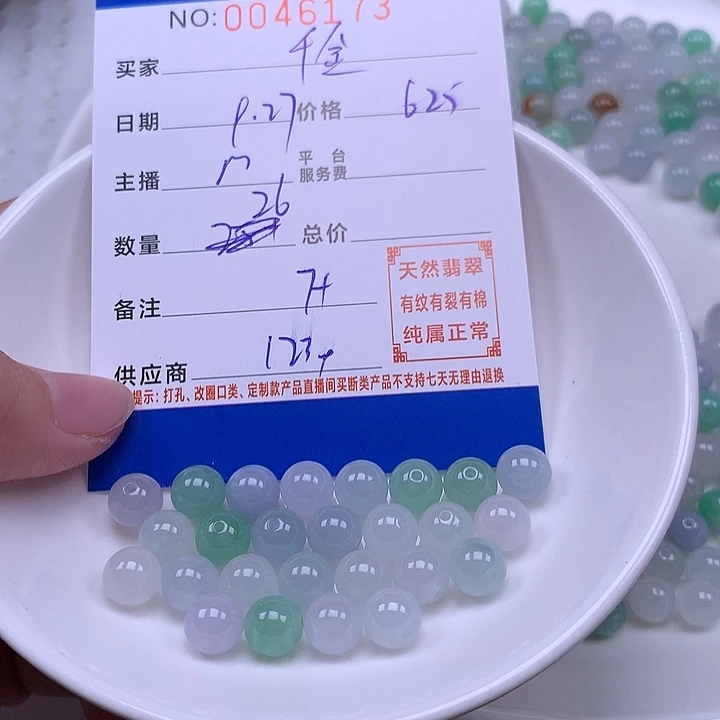 NO: 0046173
买家 千金
日期 9.27 价格 625
主播 平台服务费
数量 26 总价
备注 7+
供应商 123+
天然翡翠
有纹有裂有棉
纯属正常
提示：打孔、改圈口类、定制款产品直播间买断类产品不支持七天无理由退换